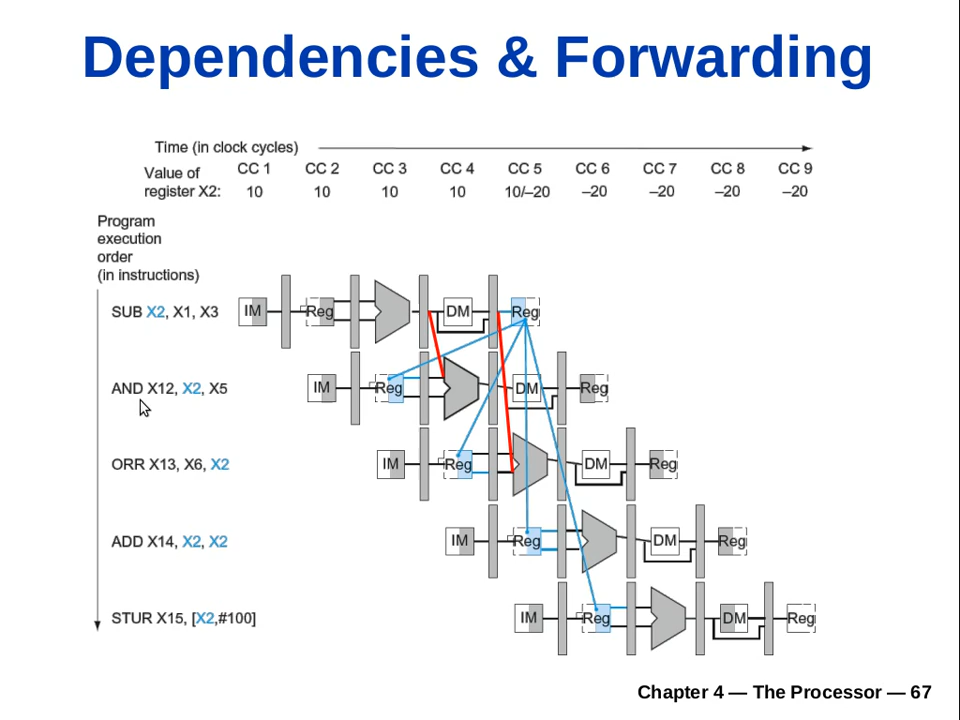 Dependencies & Forwarding
Time (in clock cycles)
CC 1 CC 2 CC 3 CC 4 CC 5 CC 6 CC 7 CC 8 CC 9
Value of
register X2: 10 10 10 10 10/–20 –20 –20 –20 –20
Program
execution
order
(in instructions)
SUB X2, X1, X3 IM Reg DM Reg
AND X12, X2, X5 IM Reg DM Reg
ORR X13, X6, X2 IM Reg DM Reg
ADD X14, X2, X2 IM Reg DM Reg
STUR X15, [X2,#100] IM Reg DM Reg
Chapter 4 — The Processor — 67